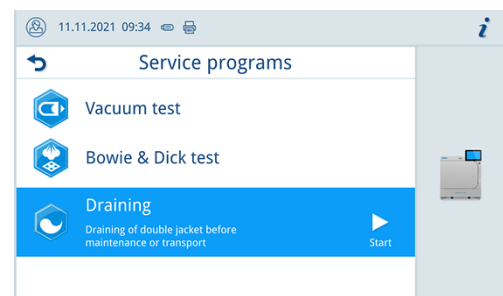 11.11.2021 09:34
i
Service programs
Vacuum test
Bowie & Dick test
Draining
Draining of double jacket before
maintenance or transport
Start